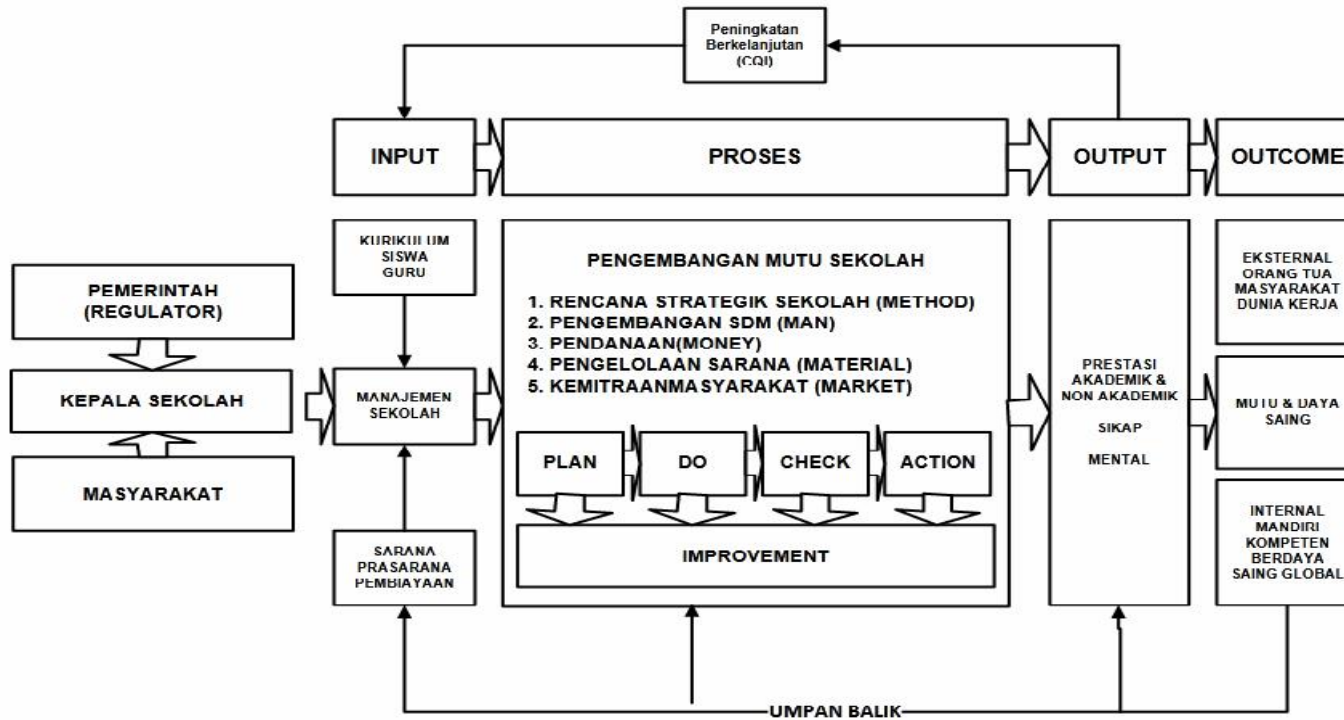 Peningkatan
Berkelanjutan
(CQI)
INPUT
PROSES
OUTPUT
OUTCOME
PEMERINTAH
(REGULATOR)
KEPALA SEKOLAH
MASYARAKAT
KURIKULUM
SISWA
GURU
MANAJEMEN
SEKOLAH
SARANA
PRASARANA
PEMBIAYAAN
PENGEMBANGAN MUTU SEKOLAH
1. RENCANA STRATEGIK SEKOLAH (METHOD)
2. PENGEMBANGAN SDM (MAN)
3. PENDANAAN(MONEY)
4. PENGELOLAAN SARANA (MATERIAL)
5. KEMITRAANMASYARAKAT (MARKET)
PLAN
DO
CHECK
ACTION
IMPROVEMENT
PRESTASI
AKADEMIK &
NON AKADEMIK
SIKAP
MENTAL
EKSTERNAL
ORANG TUA
MASYARAKAT
DUNIA KERJA
MUTU & DAYA
SAING
INTERNAL
MANDIRI
KOMPETEN
BERDAYA
SAING GLOBAL
UMPAN BALIK